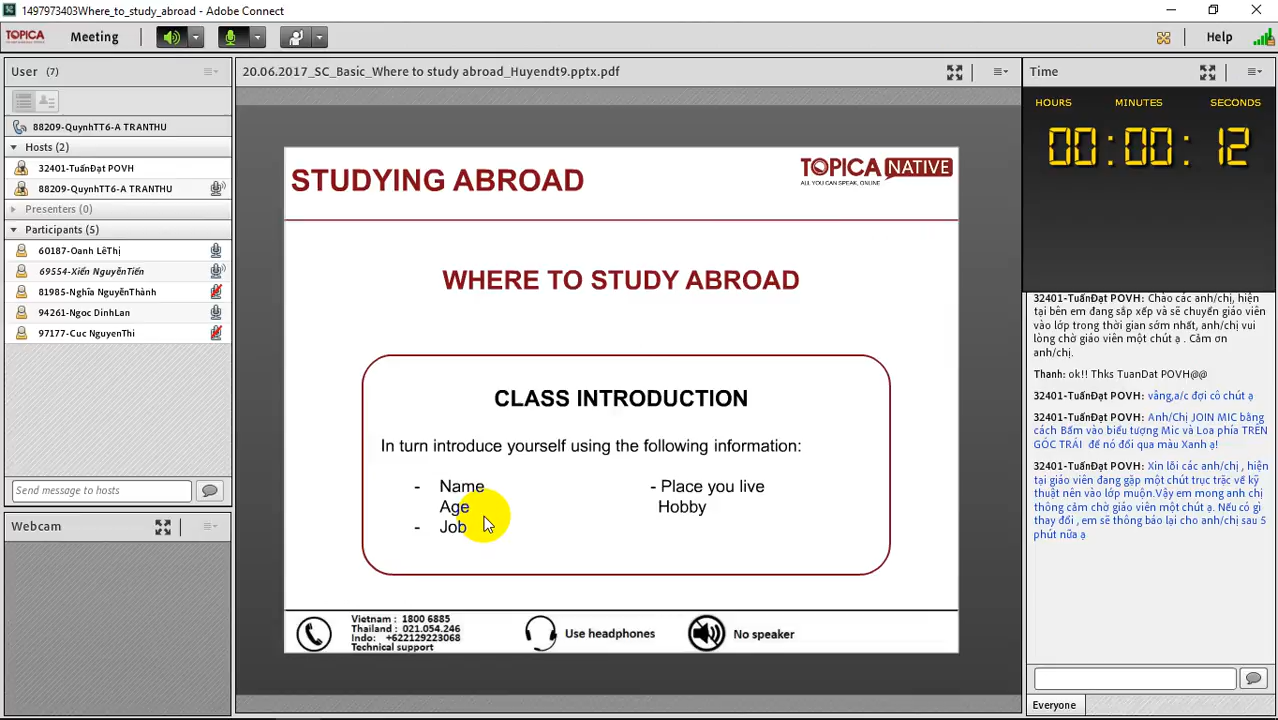 1497973403Where_to_study_abroad - Adobe Connect
TOPICA
Meeting
Help
User (7)
88209-QuynhTT6-A TRANTHU
Hosts (2)
32401-TuấnĐạt POVH
88209-QuynhTT6-A TRANTHU
Presenters (0)
Participants (5)
60187-Oanh LêThị
69554-Xiến NguyễnTiến
81985-Nghĩa NguyễnThành
94261-Ngoc DinhLan
97177-Cuc NguyenThi
Send message to hosts
Webcam
20.06.2017_SC_Basic_Where to study abroad_Huyendt9.pptx.pdf
STUDYING ABROAD
TOPICA NATIVE
ALL YOU CAN SPEAK, ONLINE
WHERE TO STUDY ABROAD
CLASS INTRODUCTION
In turn introduce yourself using the following information:
- Name
Age
- Job
- Place you live
Hobby
Vietnam : 1800 6885
Thailand : 021.054.246
Indo: +622129223068
Technical support
Use headphones
No speaker
Time
HOURS MINUTES SECONDS
00:00:12
32401-TuấnĐạt POVH: Chào các anh/chị, hiện
tại bên em đang sắp xếp và sẽ chuyển giáo viên
vào lớp trong thời gian sớm nhất, anh/chị vui
lòng chờ giáo viên một chút ạ . Cảm ơn
anh/chị.
Thanh: ok!! Thks TuanDat POVH@@
32401-TuấnĐạt POVH: vâng,a/c đợi cô chút ạ
32401-TuấnĐạt POVH: Anh/Chị JOIN MIC bằng
cách Bấm vào biểu tượng Mic và Loa phía TRÊN
GÓC TRÁI để nó đổi qua màu Xanh ạ!
32401-TuấnĐạt POVH: Xin lỗi các anh/chị , hiện
tại giáo viên đang gặp một chút trục trặc về kỹ
thuật nên vào lớp muộn.Vậy em mong anh chị
thông cảm chờ giáo viên một chút ạ. Nếu có gì
thay đổi , em sẽ thông báo lại cho anh/chị sau 5
phút nữa ạ
Everyone